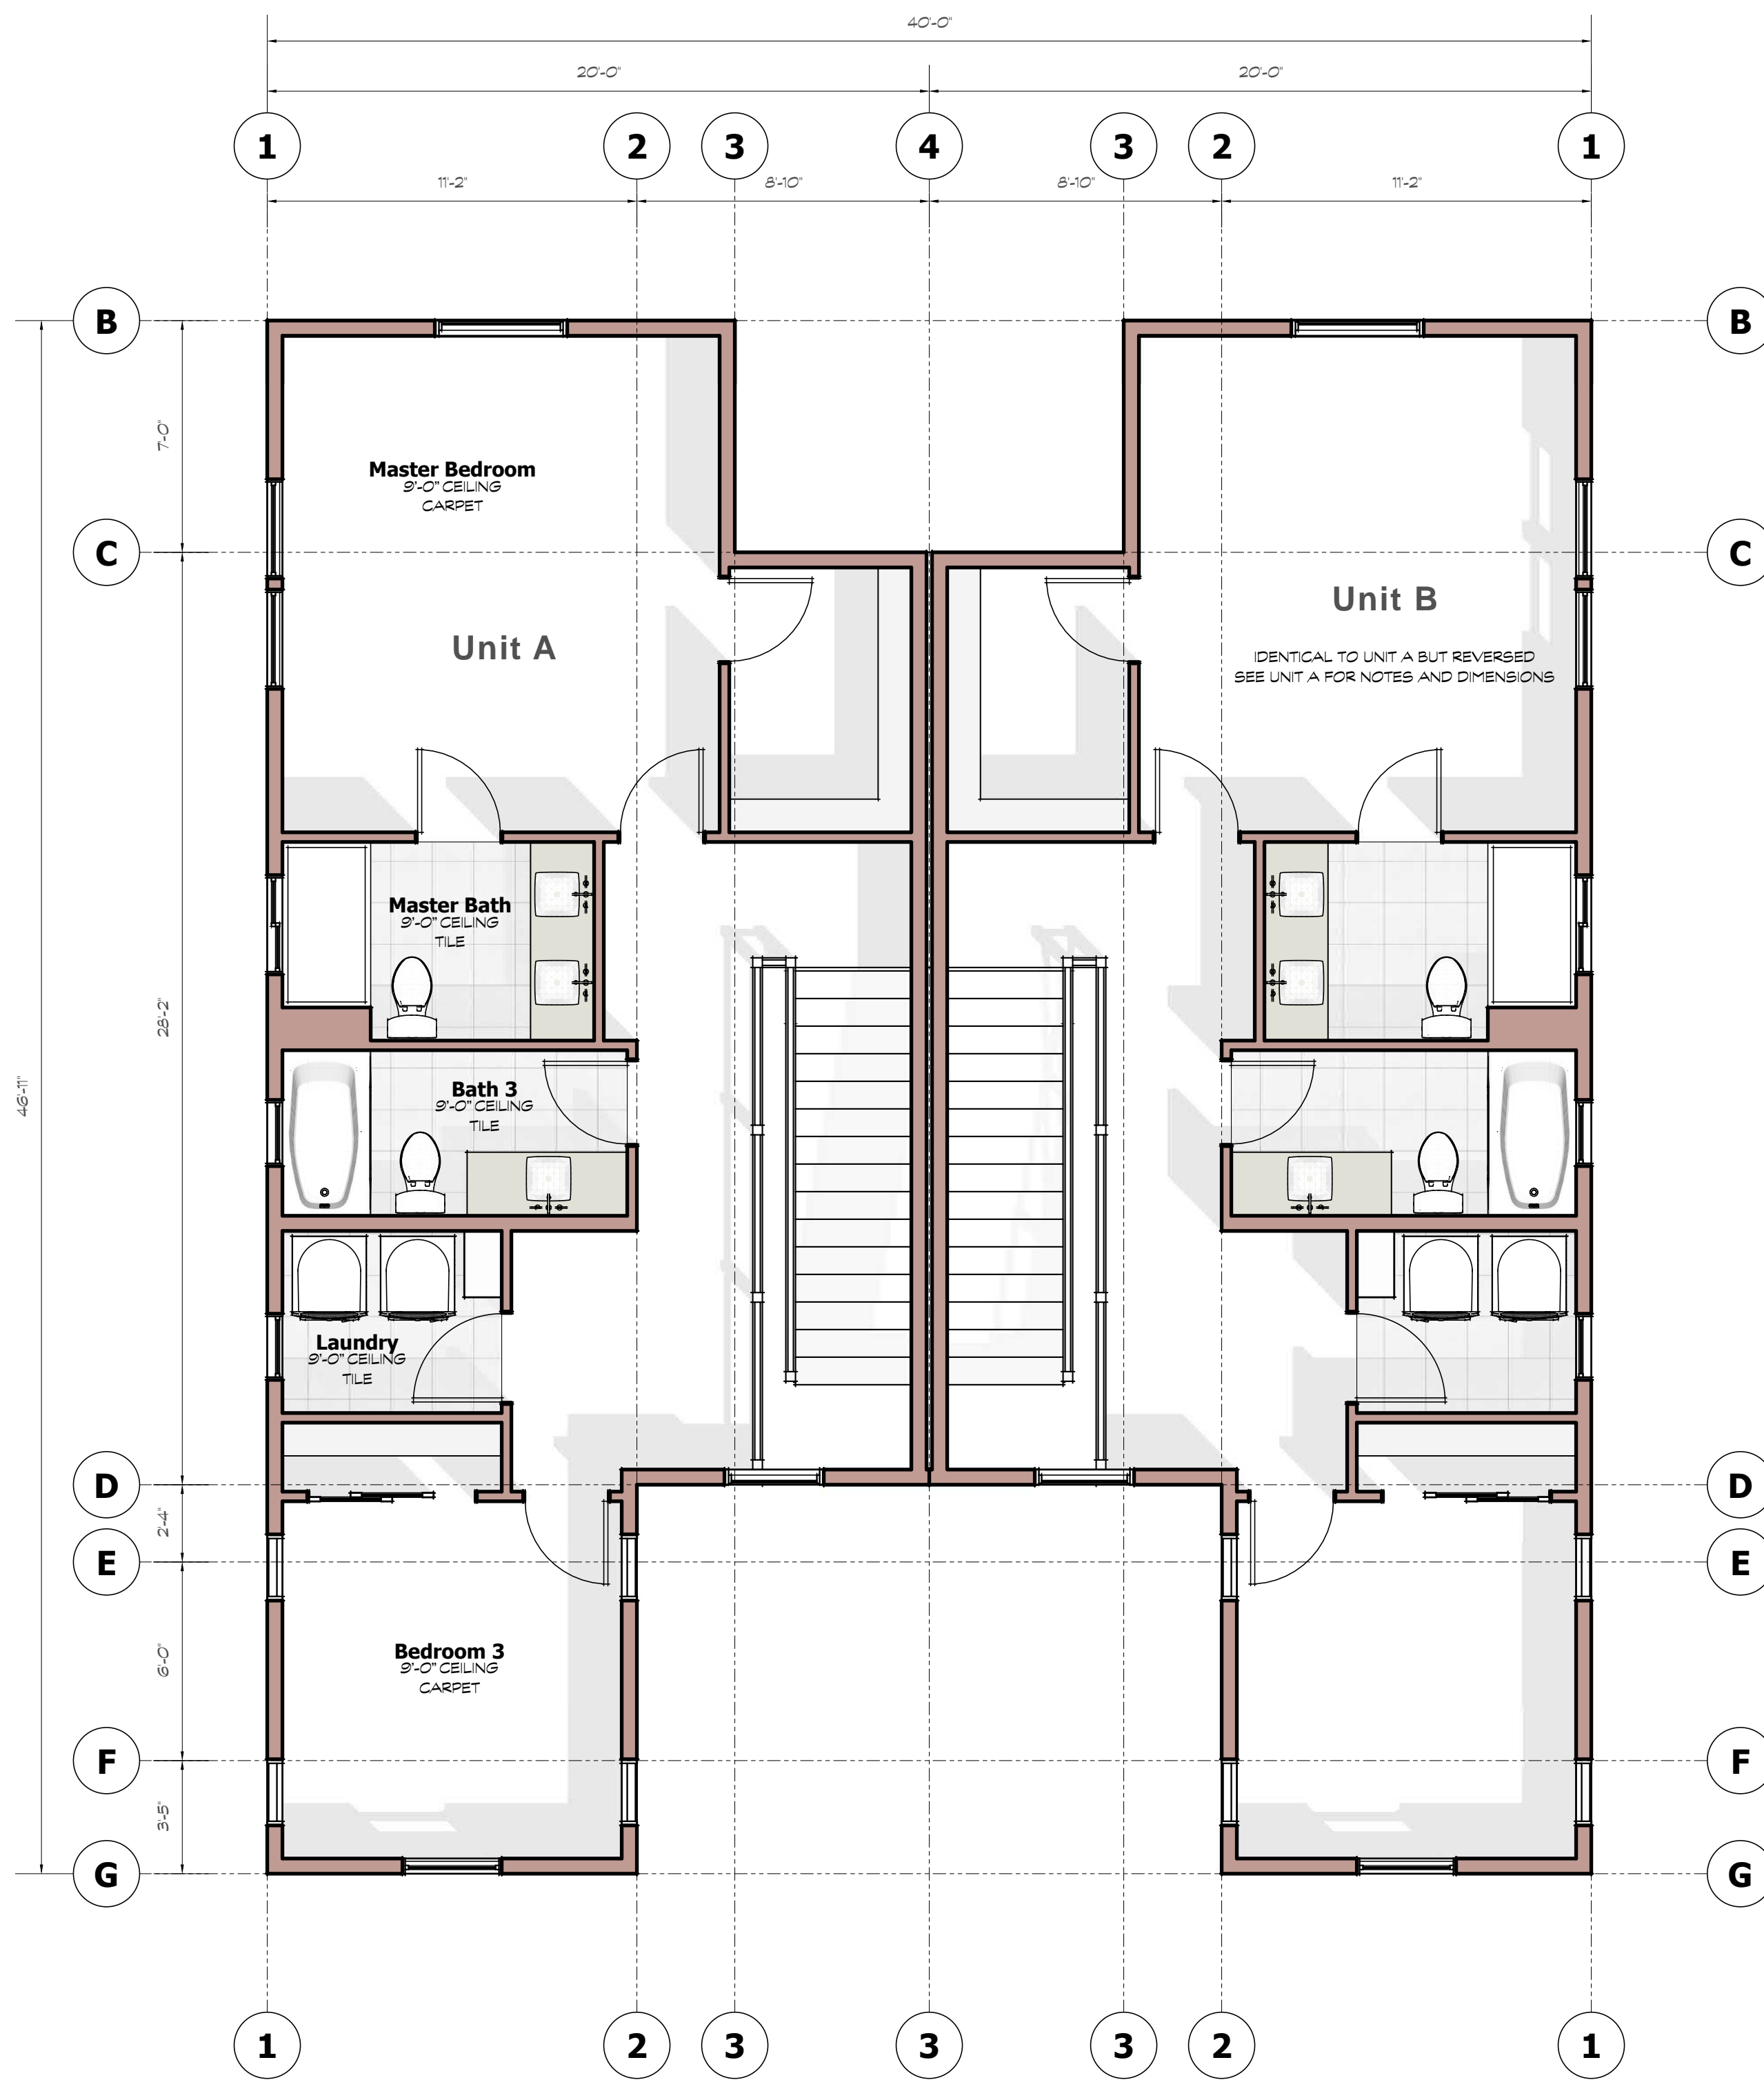 40'-0"
20'-0" 20'-0"
1 2 3 4 3 2 1
11'-2" 8'-10" 8'-10" 11'-2"
B B
7'-0"
Master Bedroom
9'-0" CEILING
CARPET
C C
Unit B
Unit A
IDENTICAL TO UNIT A BUT REVERSED
SEE UNIT A FOR NOTES AND DIMENSIONS
Master Bath
9'-0" CEILING
TILE
28'-2"
46'-11"
Bath 3
9'-0" CEILING
TILE
Laundry
9'-0" CEILING
TILE
D D
2'-4"
E E
6'-0"
Bedroom 3
9'-0" CEILING
CARPET
F F
3'-5"
G G
1 2 3 3 3 2 1